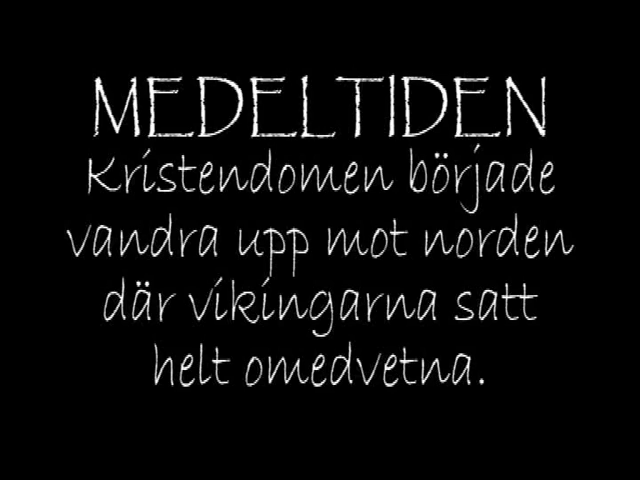 MEDELTIDEN
Kristendomen började
vandra upp mot norden
där vikingarna satt
helt omedvetna.